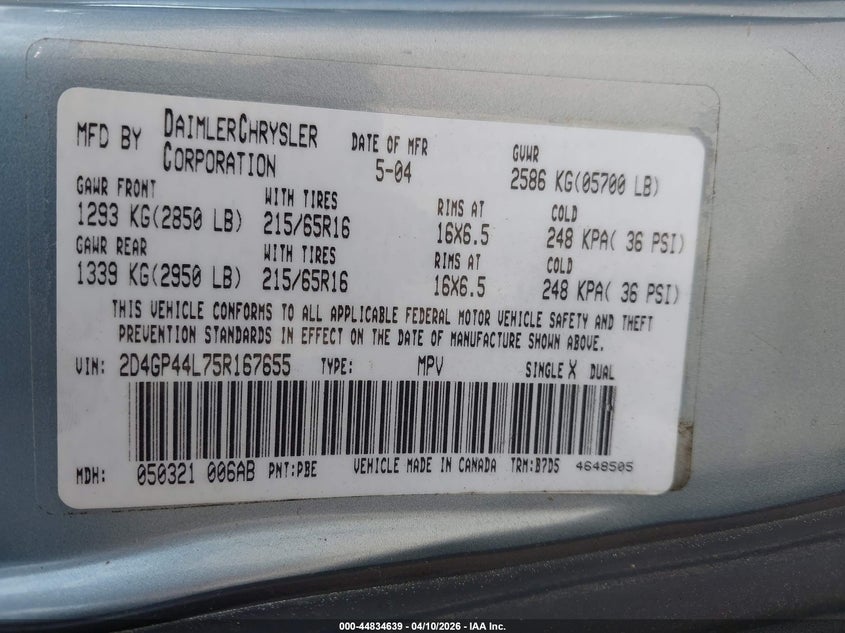 MFD BY DAIMLERCHRYSLER CORPORATION DATE OF MFR 5-04 GVWR 2586 KG(05700 LB)
GAWR FRONT WITH TIRES RIMS AT COLD
1293 KG(2850 LB) 215/65R16 16X6.5 248 KPA( 36 PSI)
GAWR REAR WITH TIRES RIMS AT COLD
1339 KG(2950 LB) 215/65R16 16X6.5 248 KPA( 36 PSI)
THIS VEHICLE CONFORMS TO ALL APPLICABLE FEDERAL MOTOR VEHICLE SAFETY AND THEFT
PREVENTION STANDARDS IN EFFECT ON THE DATE OF MANUFACTURE SHOWN ABOVE.
VIN: 2D4GP44L75R167655 TYPE: MPV SINGLE X DUAL
MDH: 050321 006AB PNT:PBE VEHICLE MADE IN CANADA TRM:B7D5 4648505
000-44834639 - 04/10/2026 - IAA Inc.